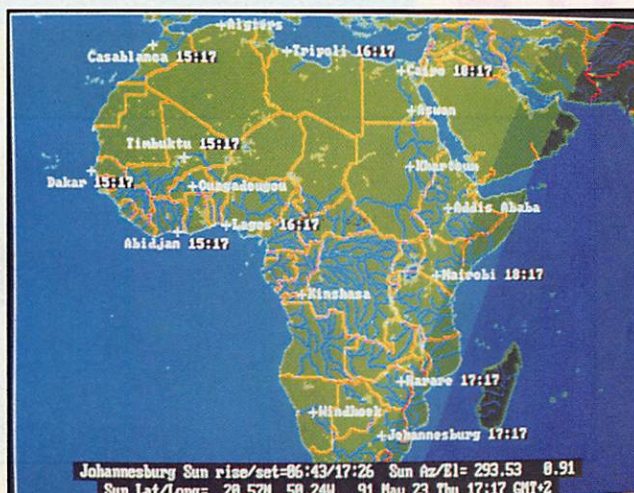 +Algiers
Casablanca 15:17
+Tripoli 16:17
+Cairo 18:17
+Aswan
Timbuktu 15:17
+Khartoum
Dakar 15:17
+Ouagadougou
+Addis Ababa
+Lagos 16:17
Abidjan 15:17
+Nairobi 18:17
+Kinshasa
+Harare 17:17
+Windhoek
+Johannesburg 17:17
Johannesburg Sun rise/set=06:43/17:26 Sun Az/El= 293.53 0.91
Sun Lat/Long= 20.52N 50.24W 91 May 23 Thu 17:17 GMT+2